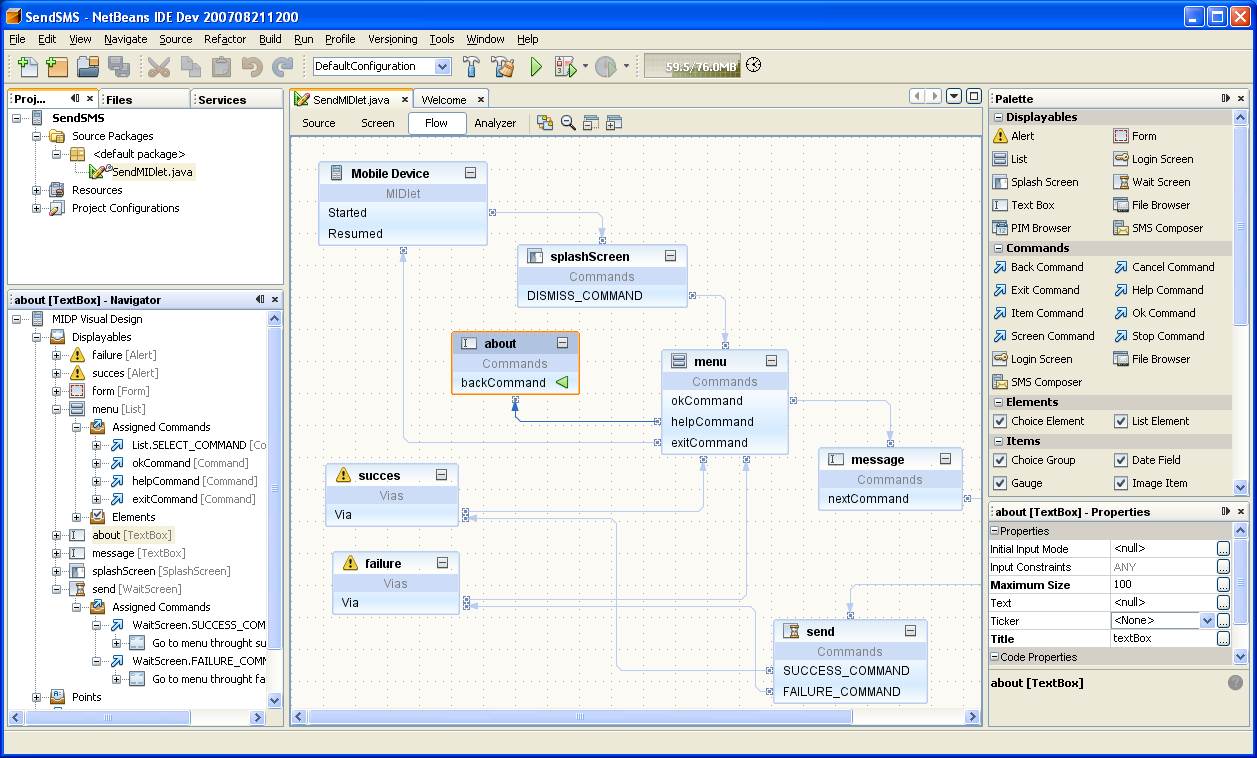 SendSMS - NetBeans IDE Dev 200708211200
File Edit View Navigate Source Refactor Build Run Profile Versioning Tools Window Help
DefaultConfiguration
59.5/76.0MB
Proj... Files Services
SendSMS
Source Packages
<default package>
SendMIDlet.java
Resources
Project Configurations
about [TextBox] - Navigator
MIDP Visual Design
Displayables
failure [Alert]
succes [Alert]
form [Form]
menu [List]
Assigned Commands
List.SELECT_COMMAND [Co
okCommand [Command]
helpCommand [Command]
exitCommand [Command]
Elements
about [TextBox]
message [TextBox]
splashScreen [SplashScreen]
send [WaitScreen]
Assigned Commands
WaitScreen.SUCCESS_COM
Go to menu throught su
WaitScreen.FAILURE_COMM
Go to menu throught fa
Points
SendMIDlet.java Welcome
Source Screen Flow Analyzer
Mobile Device
MIDlet
Started
Resumed
splashScreen
Commands
DISMISS_COMMAND
about
Commands
backCommand
menu
Commands
okCommand
helpCommand
exitCommand
message
Commands
nextCommand
succes
Vias
Via
failure
Vias
Via
send
Commands
SUCCESS_COMMAND
FAILURE_COMMAND
Palette
Displayables
Alert Form
List Login Screen
Splash Screen Wait Screen
Text Box File Browser
PIM Browser SMS Composer
Commands
Back Command Cancel Command
Exit Command Help Command
Item Command Ok Command
Screen Command Stop Command
Login Screen File Browser
SMS Composer
Elements
Choice Element List Element
Items
Choice Group Date Field
Gauge Image Item
about [TextBox] - Properties
Properties
Initial Input Mode <null> ...
Input Constraints ANY ...
Maximum Size 100 ...
Text <null> ...
Ticker <None> ...
Title textBox ...
Code Properties
about [TextBox]